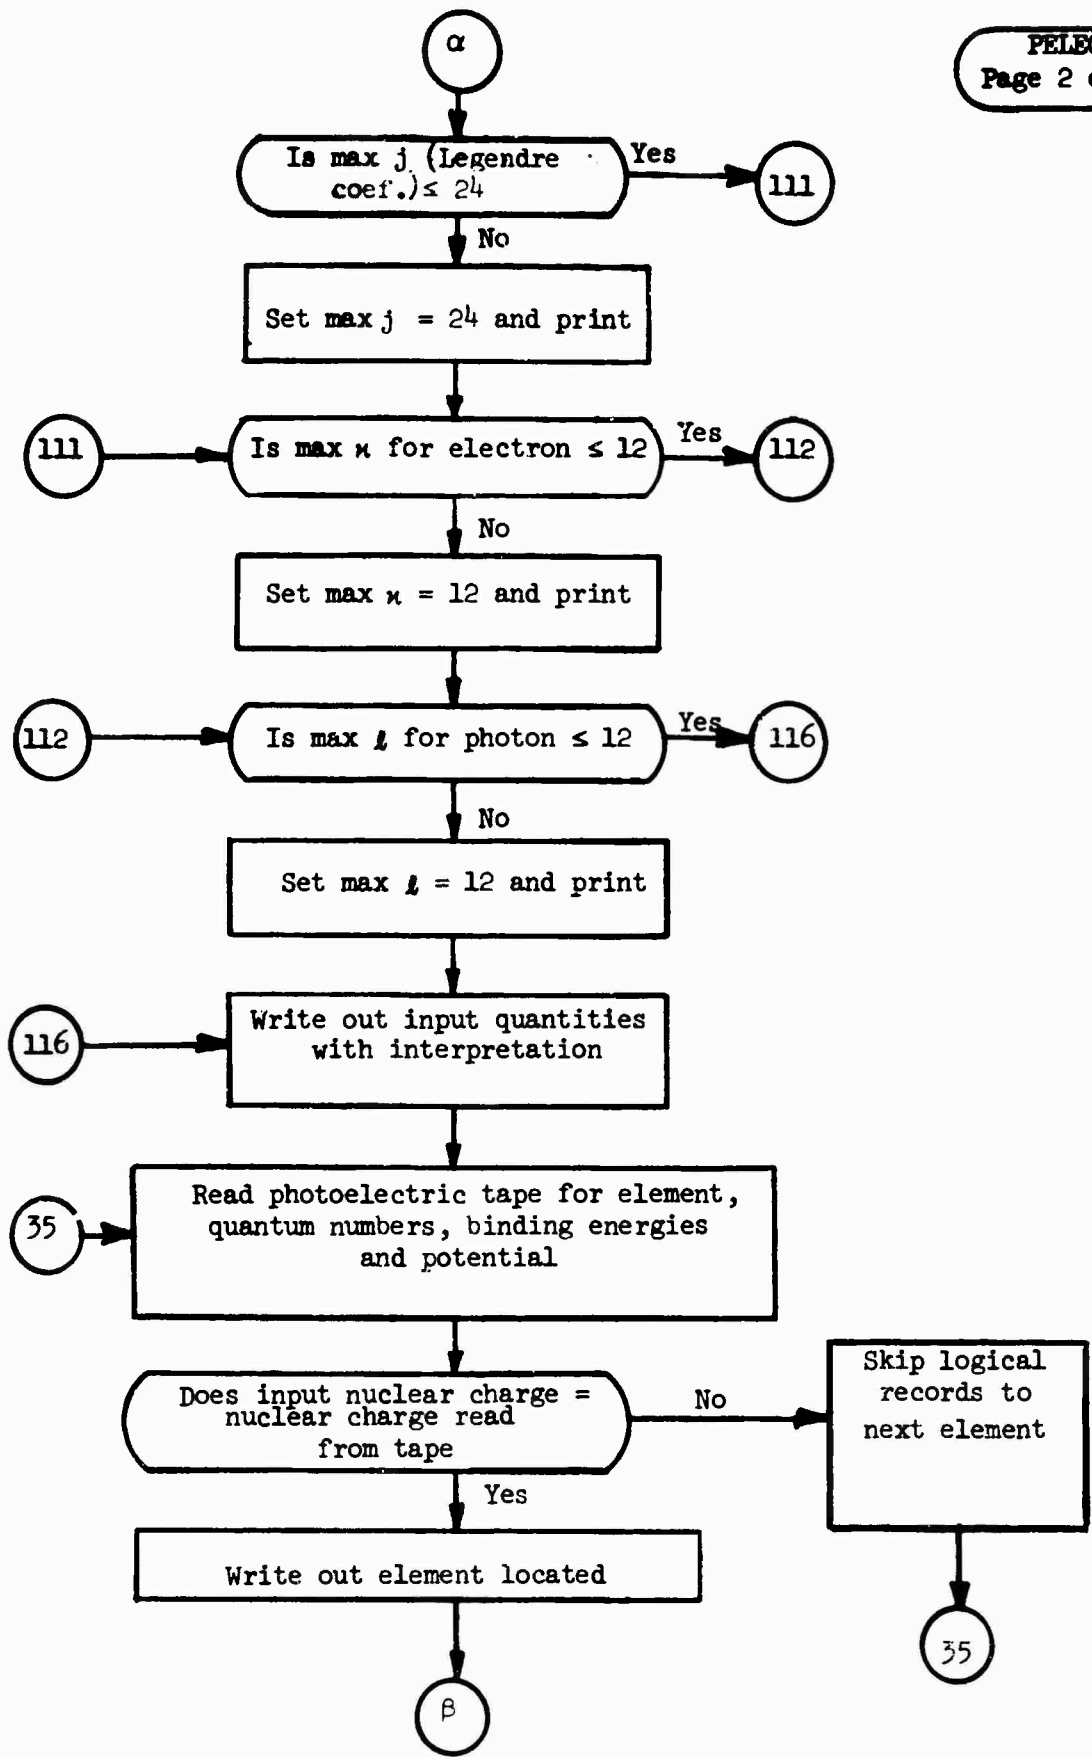 α
PELEC
Page 2
Is max j (Legendre
coef.) ≤ 24
Yes
111
No
Set max j = 24 and print
111
Is max ϰ for electron ≤ 12
Yes
112
No
Set max ϰ = 12 and print
112
Is max ℓ for photon ≤ 12
Yes
116
No
Set max ℓ = 12 and print
116
Write out input quantities
with interpretation
35
Read photoelectric tape for element,
quantum numbers, binding energies
and potential
Does input nuclear charge =
nuclear charge read
from tape
No
Skip logical
records to
next element
Yes
Write out element located
35
β